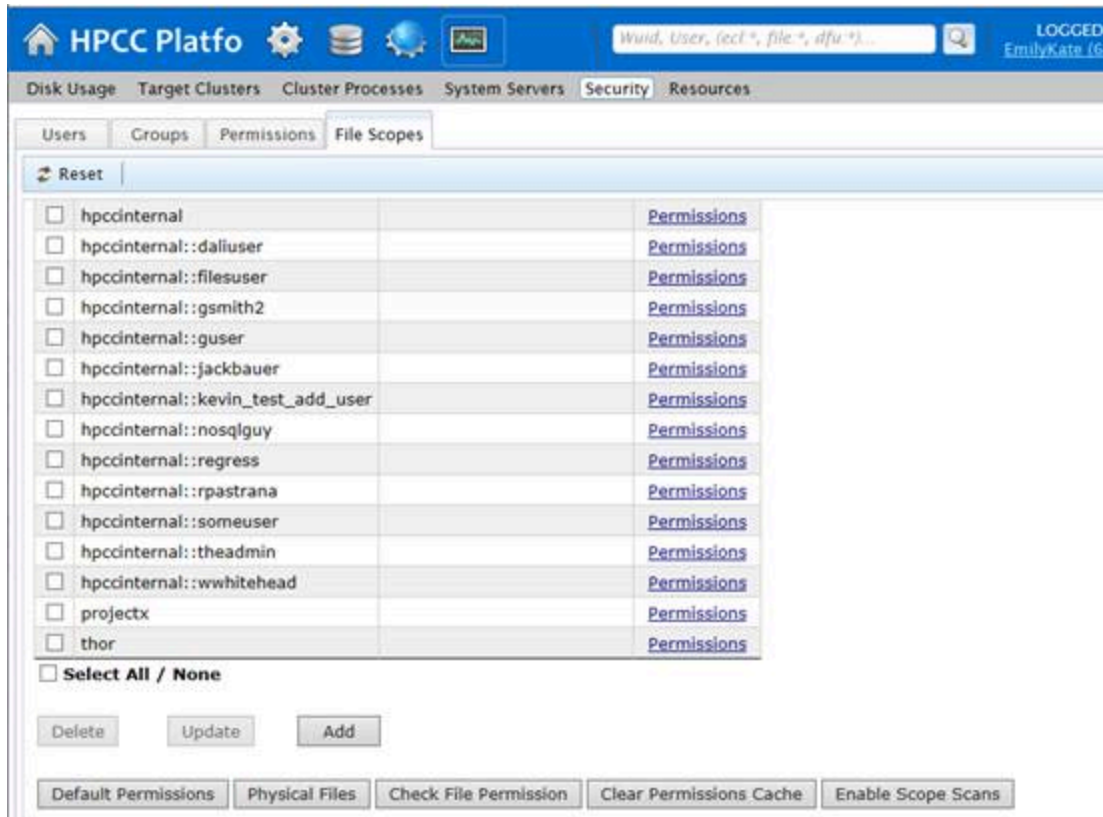 HPCC Platfo
Wuid, User, (ecl:*, file:*, dfu:*)...
LOGGED
EmilyKate (6
Disk Usage Target Clusters Cluster Processes System Servers Security Resources
Users Groups Permissions File Scopes
Reset
hpccinternal Permissions
hpccinternal::daliuser Permissions
hpccinternal::filesuser Permissions
hpccinternal::gsmith2 Permissions
hpccinternal::guser Permissions
hpccinternal::jackbauer Permissions
hpccinternal::kevin_test_add_user Permissions
hpccinternal::nosqlguy Permissions
hpccinternal::regress Permissions
hpccinternal::rpastrana Permissions
hpccinternal::someuser Permissions
hpccinternal::theadmin Permissions
hpccinternal::wwhitehead Permissions
projectx Permissions
thor Permissions
Select All / None
Delete Update Add
Default Permissions Physical Files Check File Permission Clear Permissions Cache Enable Scope Scans